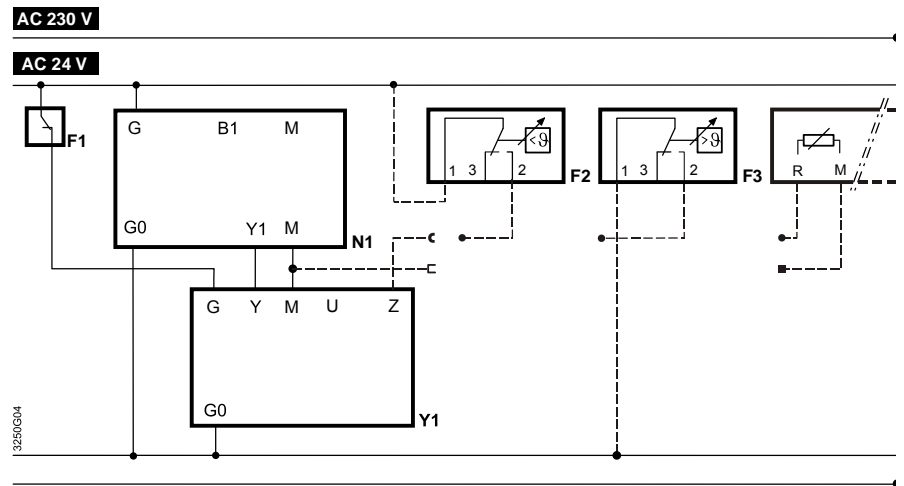 AC 230 V
AC 24 V
F1
G B1 M
G0 Y1 M
N1
<ϑ
1 3 2
F2
>ϑ
1 3 2
F3
R M
G Y M U Z
G0
Y1
3250G04